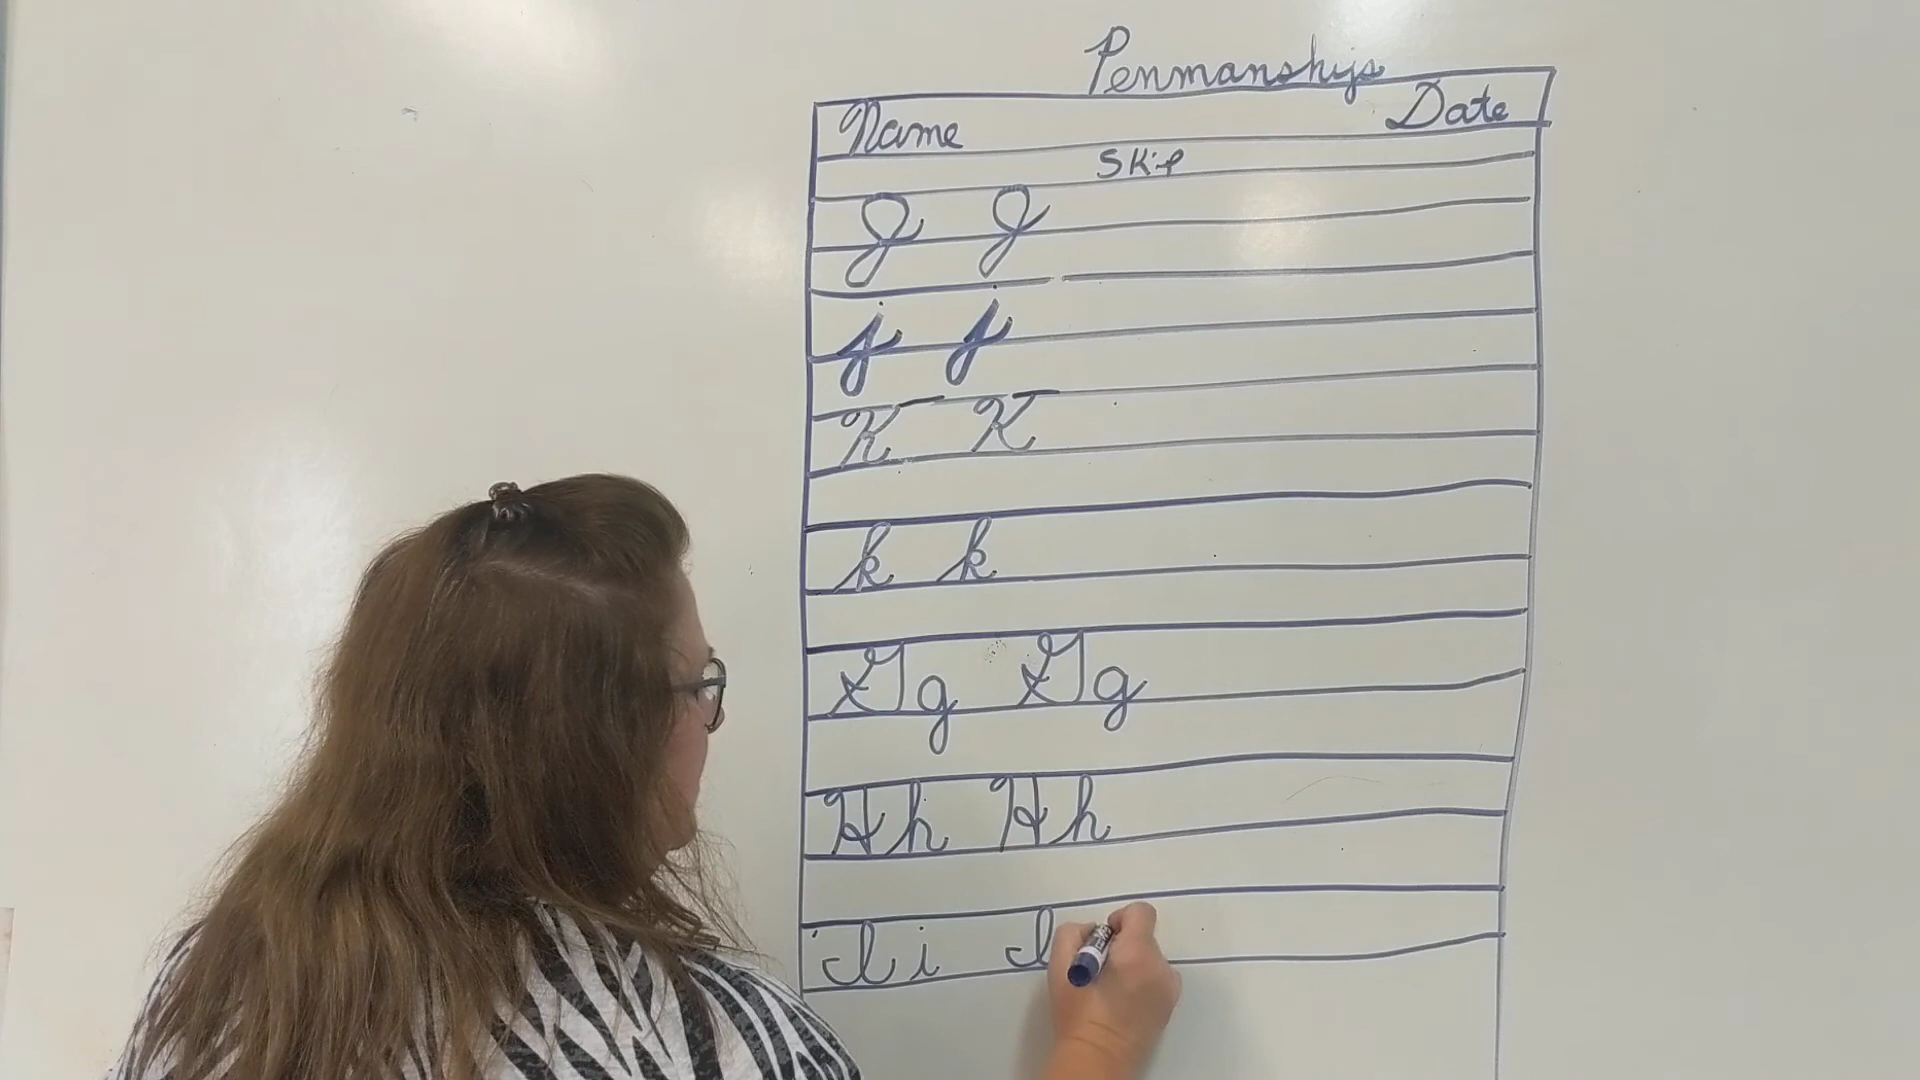 Penmanship
Name Date
Skip
J J
j j
K K
k k
Gg Gg
Hh Hh
Ii I